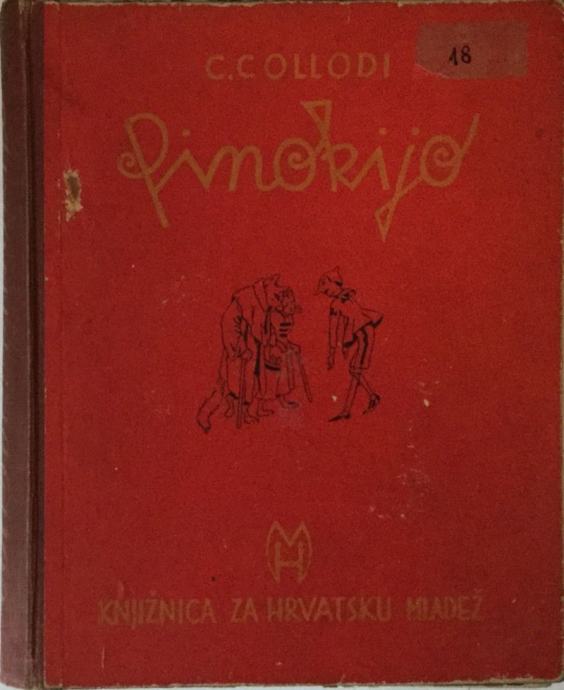 18
C. COLLODI
Pinokijo
MH
KNJIŽNICA ZA HRVATSKU MLADEŽ